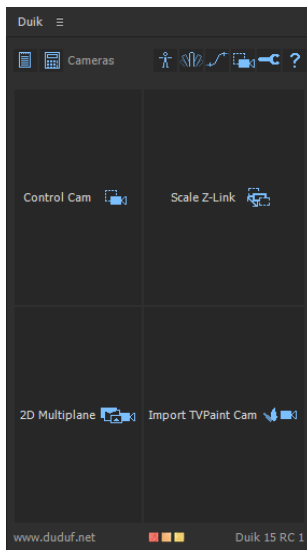 Duik
Cameras ?
Control Cam
Scale Z-Link
2D Multiplane
Import TVPaint Cam
www.duduf.net
Duik 15 RC 1